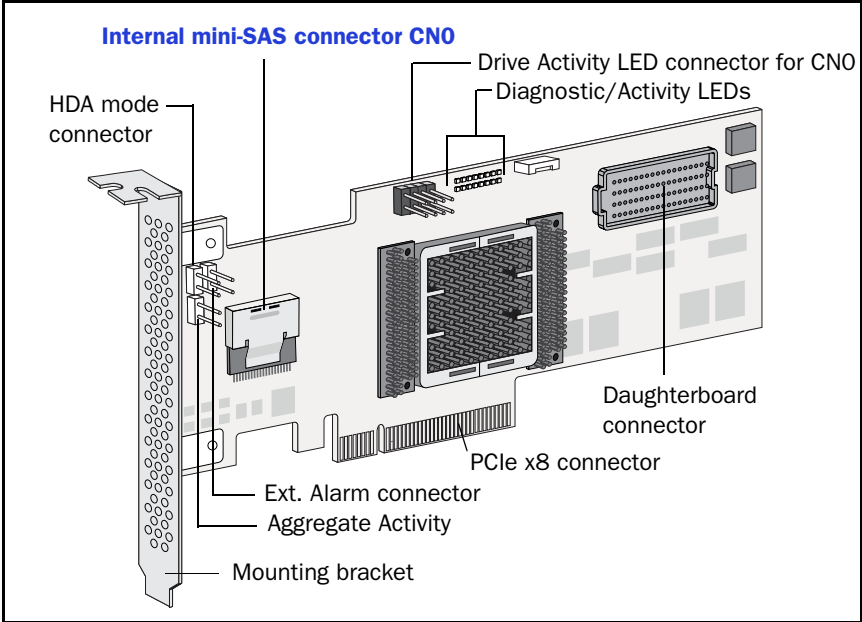 Internal mini-SAS connector CN0
Drive Activity LED connector for CN0
Diagnostic/Activity LEDs
HDA mode
connector
Daughterboard
connector
PCIe x8 connector
Ext. Alarm connector
Aggregate Activity
Mounting bracket